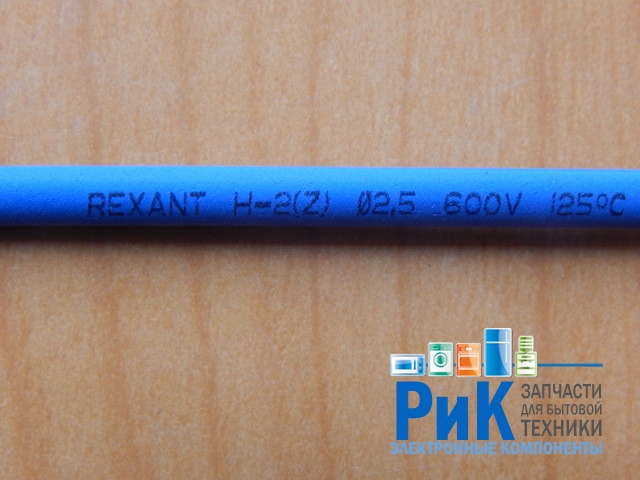 REXANT H-2(Z) Ø2,5 600V 125°C
РиК
ЗАПЧАСТИ
ДЛЯ БЫТОВОЙ
ТЕХНИКИ
ЭЛЕКТРОННЫЕ КОМПОНЕНТЫ